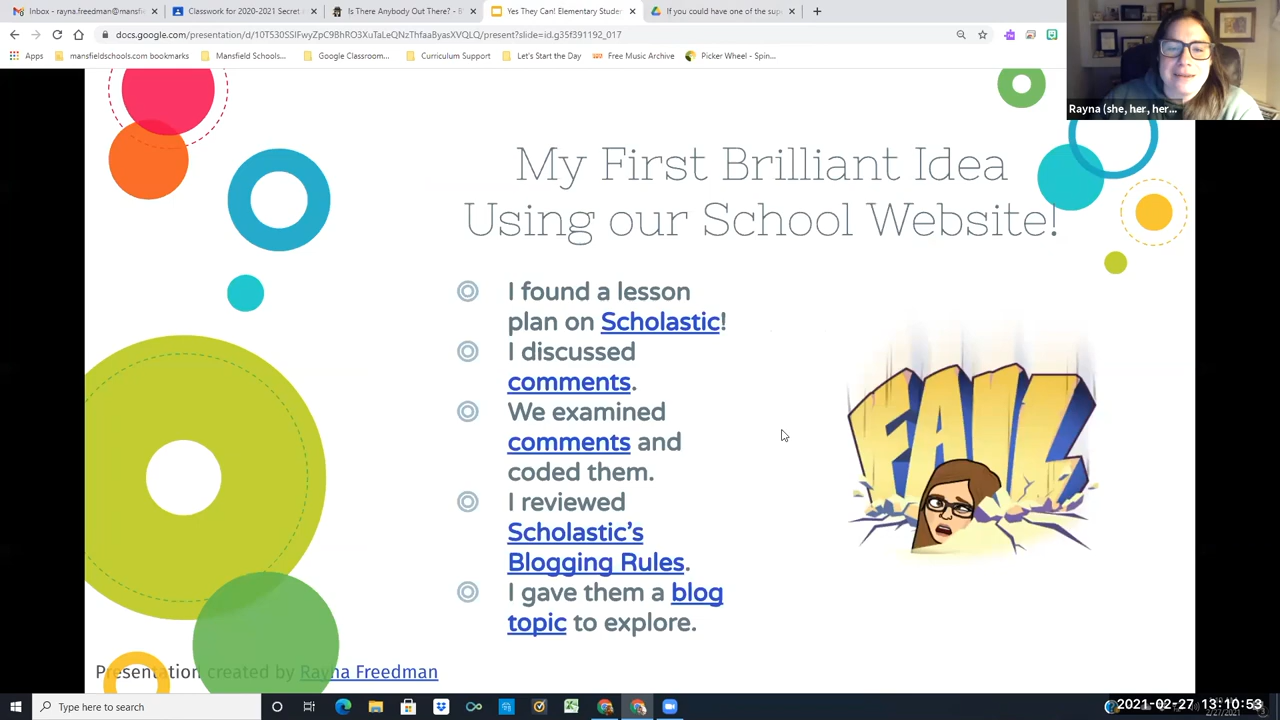 Inbox - rayna.freedman@mansfie
Classwork for 2020-2021 Secret
Is There Anybody Out There? - B
Yes They Can! Elementary Studen
If you could have one of the sup
docs.google.com/presentation/d/
Apps
mansfieldschools.com bookmarks
Mansfield Schools...
Google Classroom...
Curriculum Support
Let's Start the Day
Free Music Archive
Picker Wheel - Spin...
Rayna (she, her, her...
My First Brilliant Idea
Using our School Website!
I found a lesson
plan on Scholastic!
I discussed
comments.
We examined
comments and
coded them.
I reviewed
Scholastic's
Blogging Rules.
I gave them a blog
topic to explore.
FAIL
Presentation created by Rayna Freedman
Type here to search
2021-02-27 13:10:53